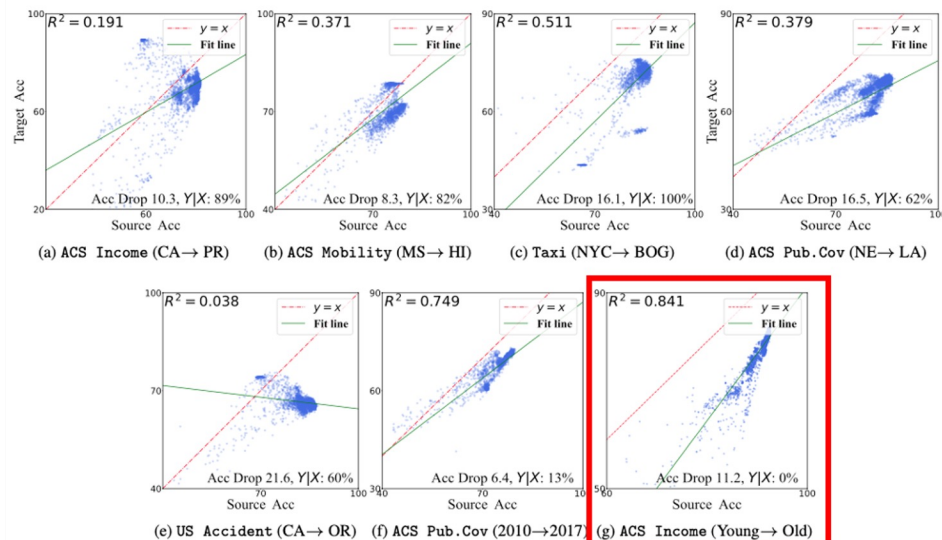 R² = 0.191
y = x
Fit line
100
60
20
Target Acc
Acc Drop 10.3, Y|X: 89%
60
100
Source Acc
(a) ACS Income (CA→ PR)
R² = 0.371
y = x
Fit line
100
70
40
Acc Drop 8.3, Y|X: 82%
70
100
Source Acc
(b) ACS Mobility (MS→ HI)
R² = 0.511
y = x
Fit line
90
60
30
Acc Drop 16.1, Y|X: 100%
40
70
100
Source Acc
(c) Taxi (NYC→ BOG)
R² = 0.379
y = x
Fit line
90
60
30
Acc Drop 16.5, Y|X: 62%
40
70
100
Source Acc
(d) ACS Pub.Cov (NE→ LA)
R² = 0.038
y = x
Fit line
100
70
40
Acc Drop 21.6, Y|X: 60%
70
100
Source Acc
(e) US Accident (CA→ OR)
R² = 0.749
y = x
Fit line
90
60
30
Acc Drop 6.4, Y|X: 13%
40
70
100
Source Acc
(f) ACS Pub.Cov (2010→2017)
R² = 0.841
y = x
Fit line
90
50
Acc Drop 11.2, Y|X: 0%
60
100
Source Acc
(g) ACS Income (Young→ Old)